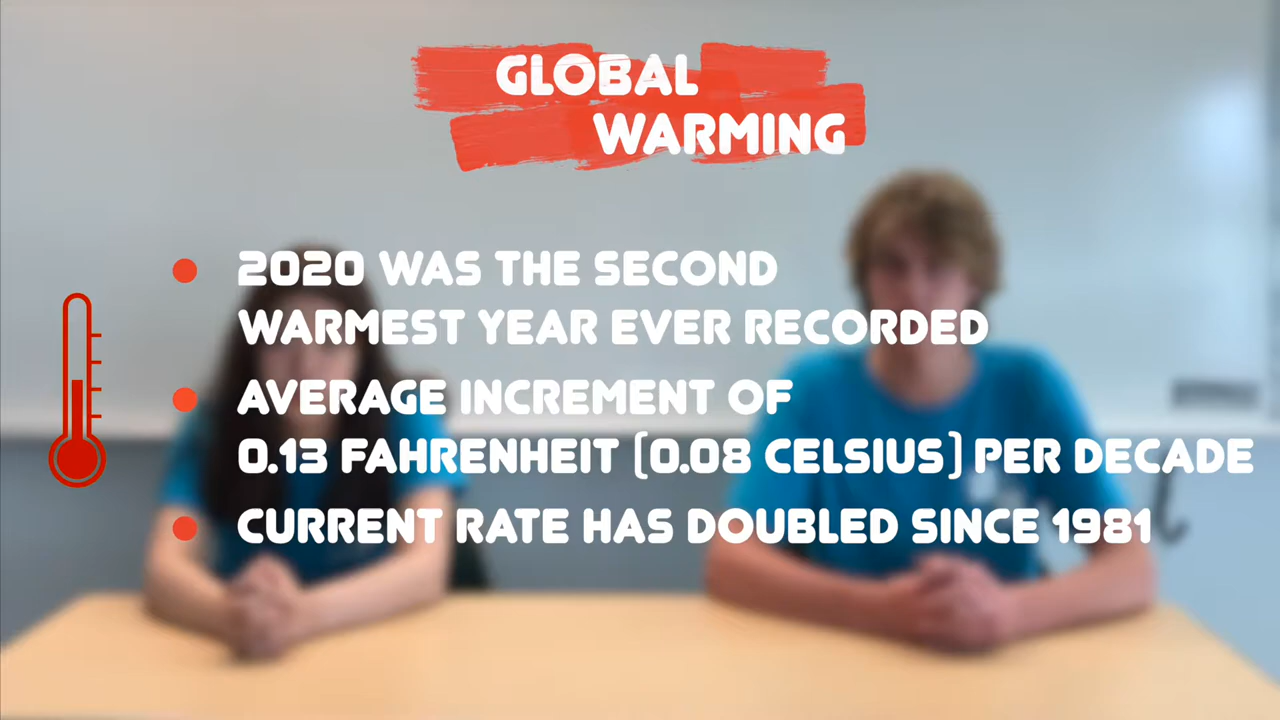 GLOBAL
WARMING
2020 WAS THE SECOND
WARMEST YEAR EVER RECORDED
AVERAGE INCREMENT OF
0.13 FAHRENHEIT (0.08 CELSIUS) PER DECADE
CURRENT RATE HAS DOUBLED SINCE 1981